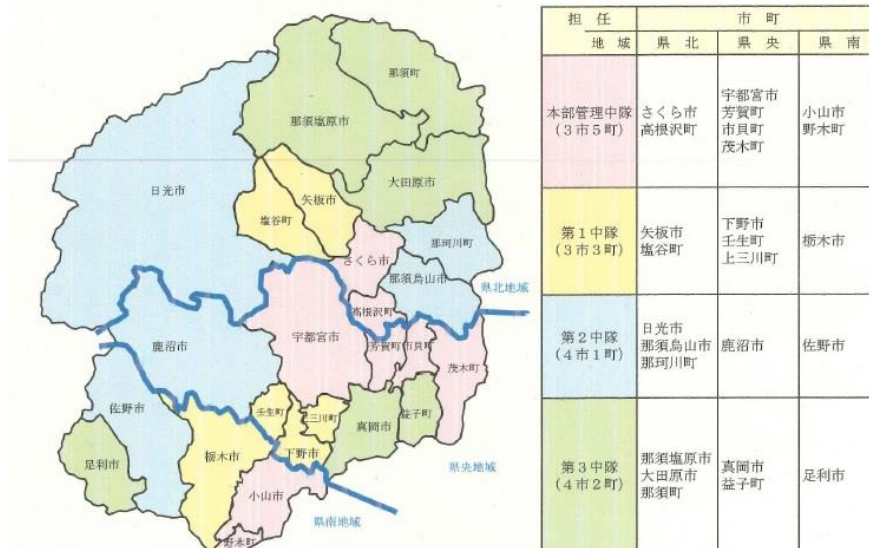 那須町
那須塩原市
大田原市
日光市
矢板市
塩谷町
那珂川町
さくら市
那須烏山市
県北地域
高根沢町
宇都宮市
鹿沼市
芳賀町
市貝町
茂木町
佐野市
壬生町
上三川町
真岡市
益子町
足利市
栃木市
下野市
県央地域
小山市
県南地域
野木町
担任
市町
地域
県北
県央
県南
本部管理中隊
(3市5町)
さくら市
高根沢町
宇都宮市
芳賀町
市貝町
茂木町
小山市
野木町
第1中隊
(3市3町)
矢板市
塩谷町
下野市
壬生町
上三川町
栃木市
第2中隊
(4市1町)
日光市
那須烏山市
那珂川町
鹿沼市
佐野市
第3中隊
(4市2町)
那須塩原市
大田原市
那須町
真岡市
益子町
足利市